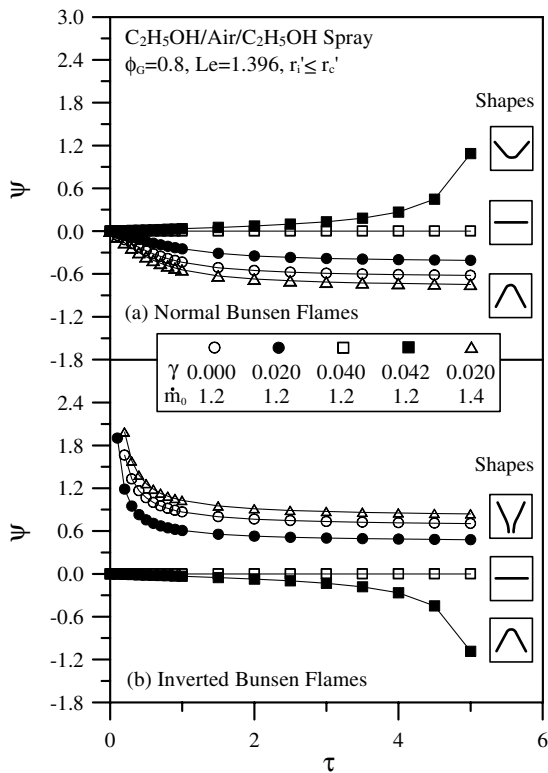 3.0
C₂H₅OH/Air/C₂H₅OH Spray
2.4
ϕG=0.8, Le=1.396, rᵢ'≤ r꜀'
1.8
Shapes
1.2
ψ
0.6
0.0
-0.6
-1.2
(a) Normal Bunsen Flames
-1.8
γ 0.000 0.020 0.040 0.042 0.020
ṁ₀ 1.2 1.2 1.2 1.2 1.4
2.4
1.8
Shapes
1.2
ψ
0.6
0.0
-0.6
-1.2
(b) Inverted Bunsen Flames
-1.8
0 2 4 6
τ